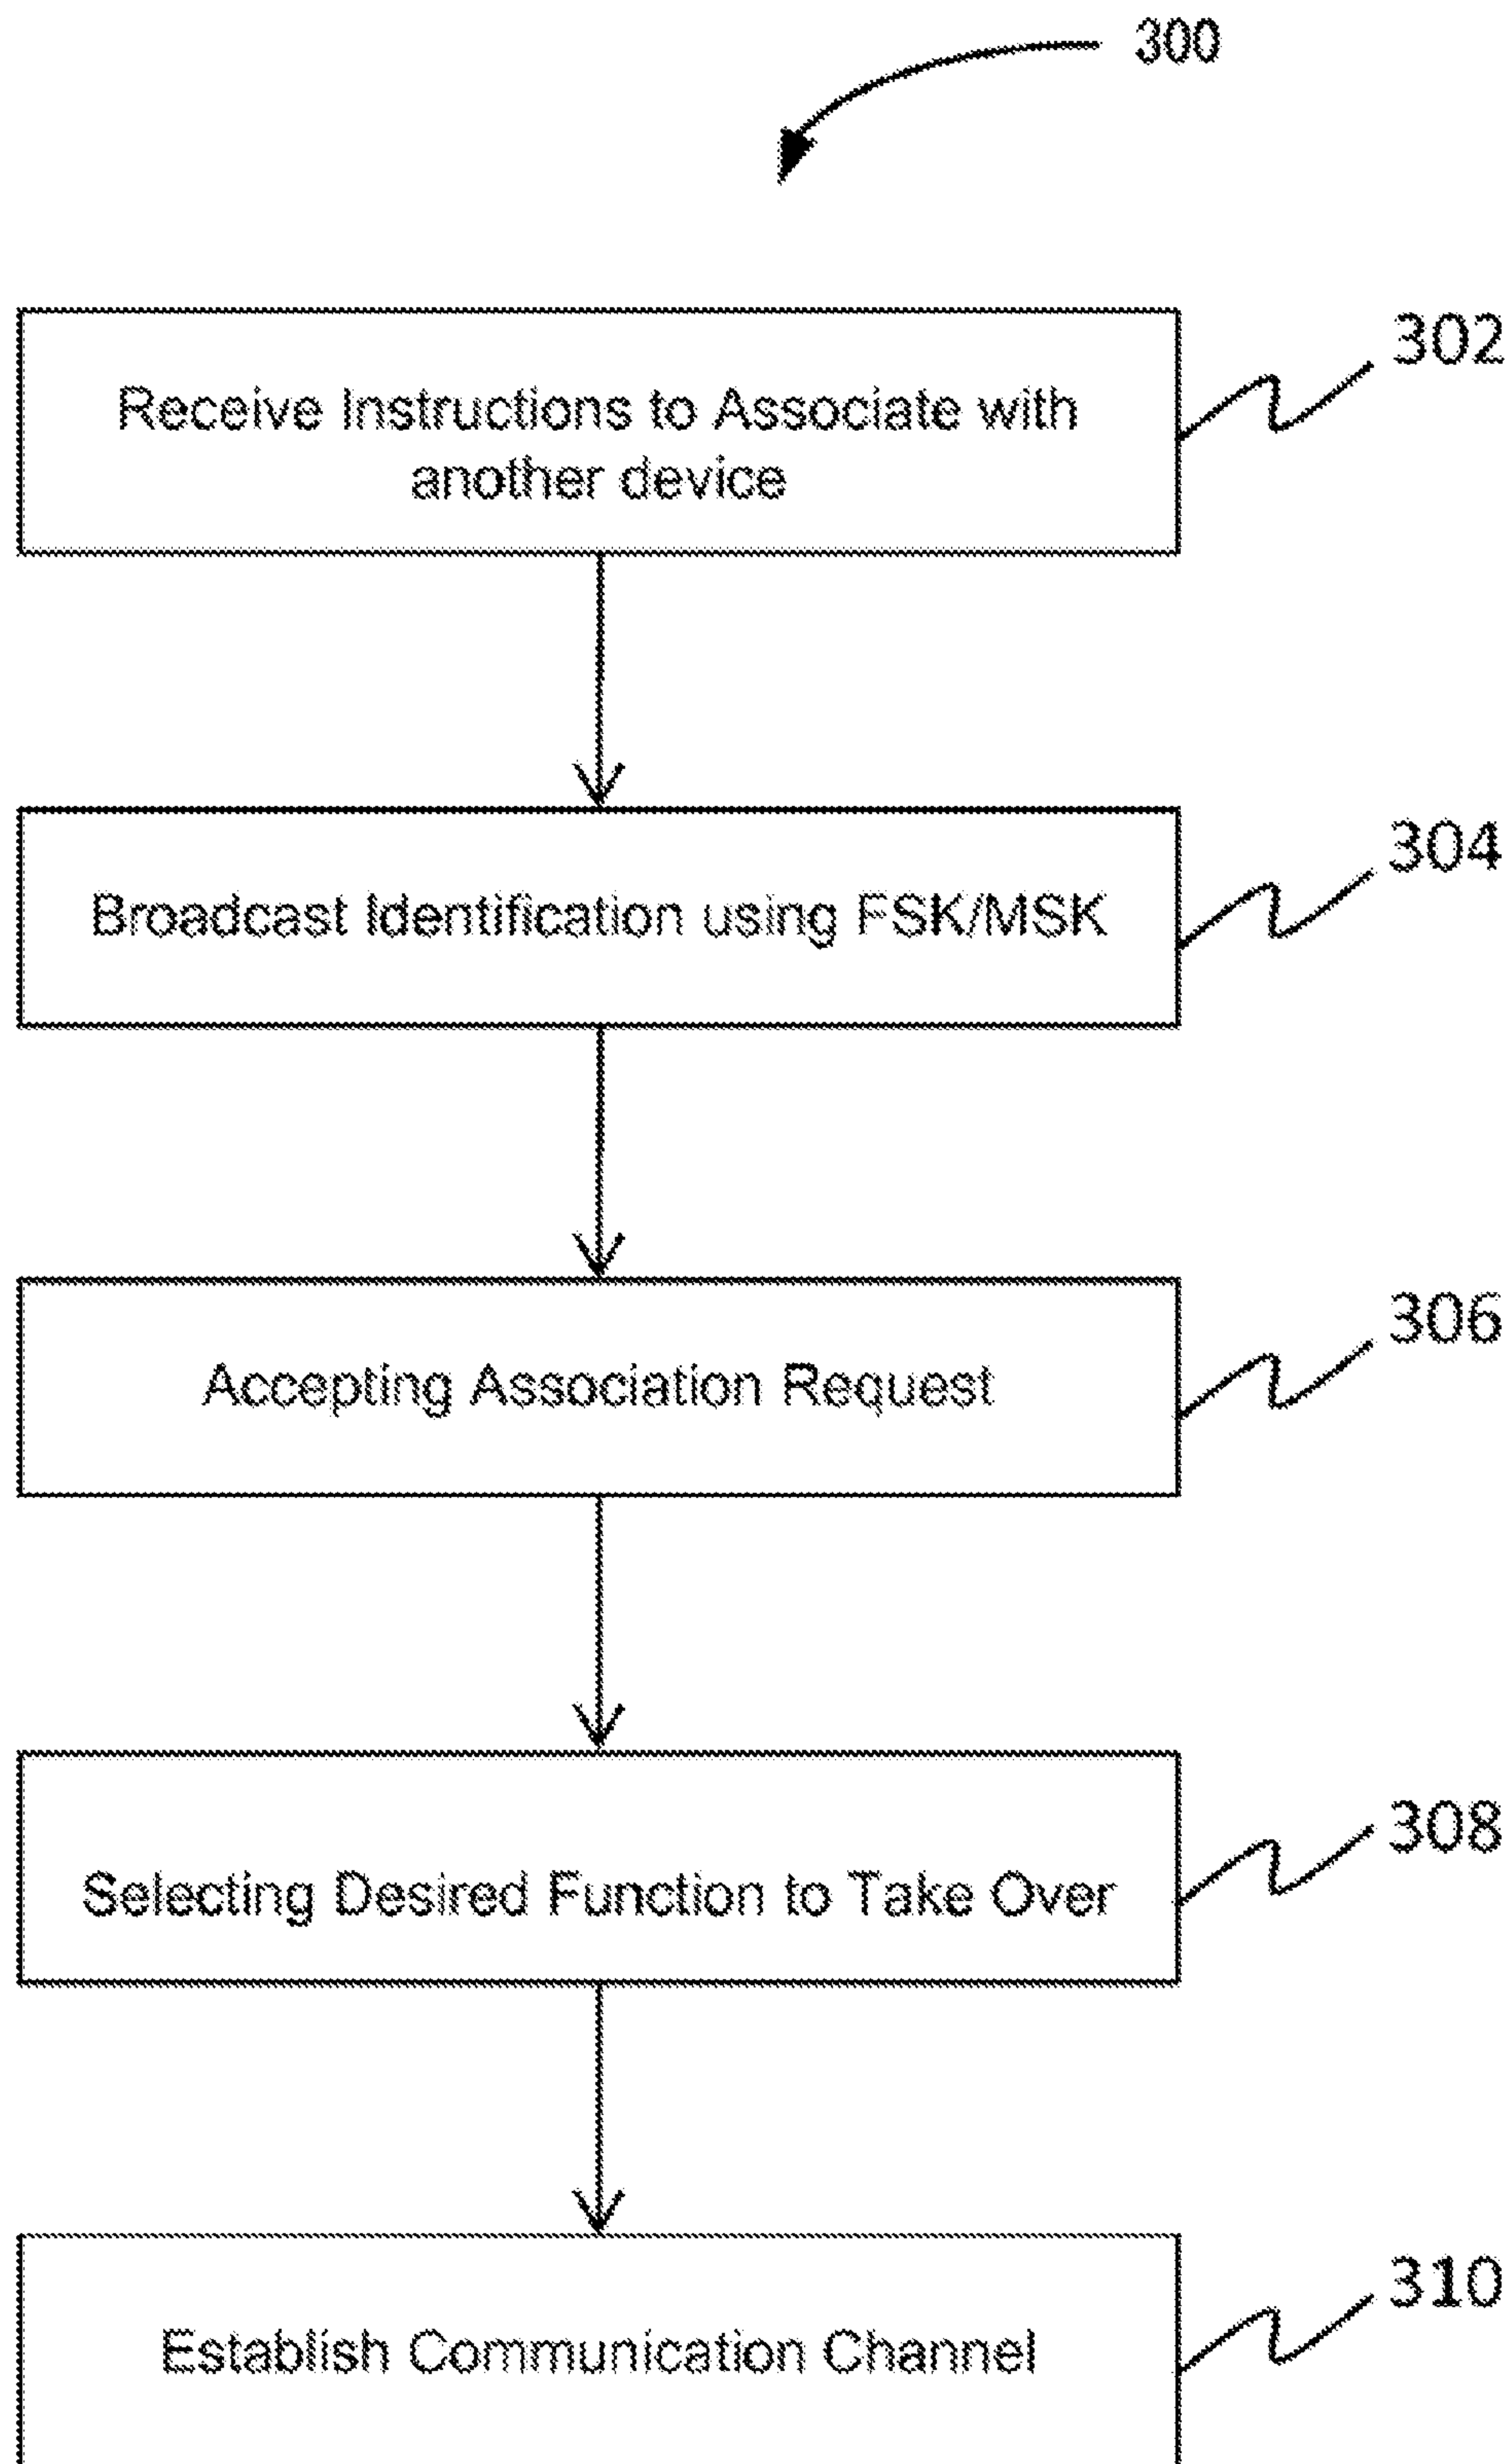 300
302
Receive Instructions to Associate with
another device
304
Broadcast Identification using FSK/MSK
306
Accepting Association Request
308
Selecting Desired Function to Take Over
310
Establish Communication Channel